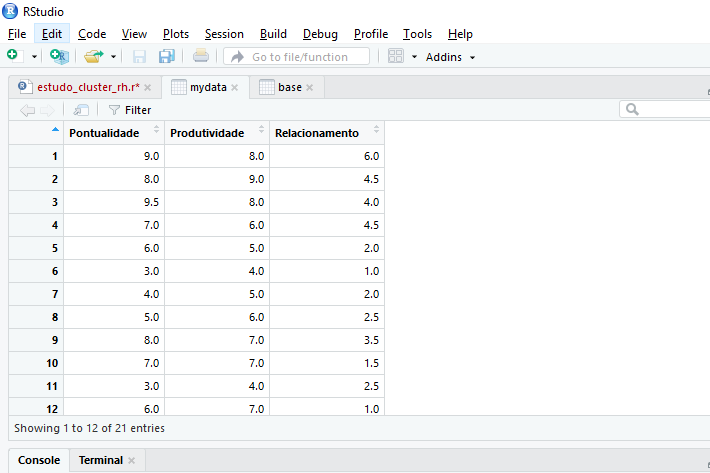 RStudio
File Edit Code View Plots Session Build Debug Profile Tools Help
Go to file/function Addins
estudo_cluster_rh.r* mydata base
Filter
Pontualidade Produtividade Relacionamento
1 9.0 8.0 6.0
2 8.0 9.0 4.5
3 9.5 8.0 4.0
4 7.0 6.0 4.5
5 6.0 5.0 2.0
6 3.0 4.0 1.0
7 4.0 5.0 2.0
8 5.0 6.0 2.5
9 8.0 7.0 3.5
10 7.0 7.0 1.5
11 3.0 4.0 2.5
12 6.0 7.0 1.0
Showing 1 to 12 of 21 entries
Console Terminal